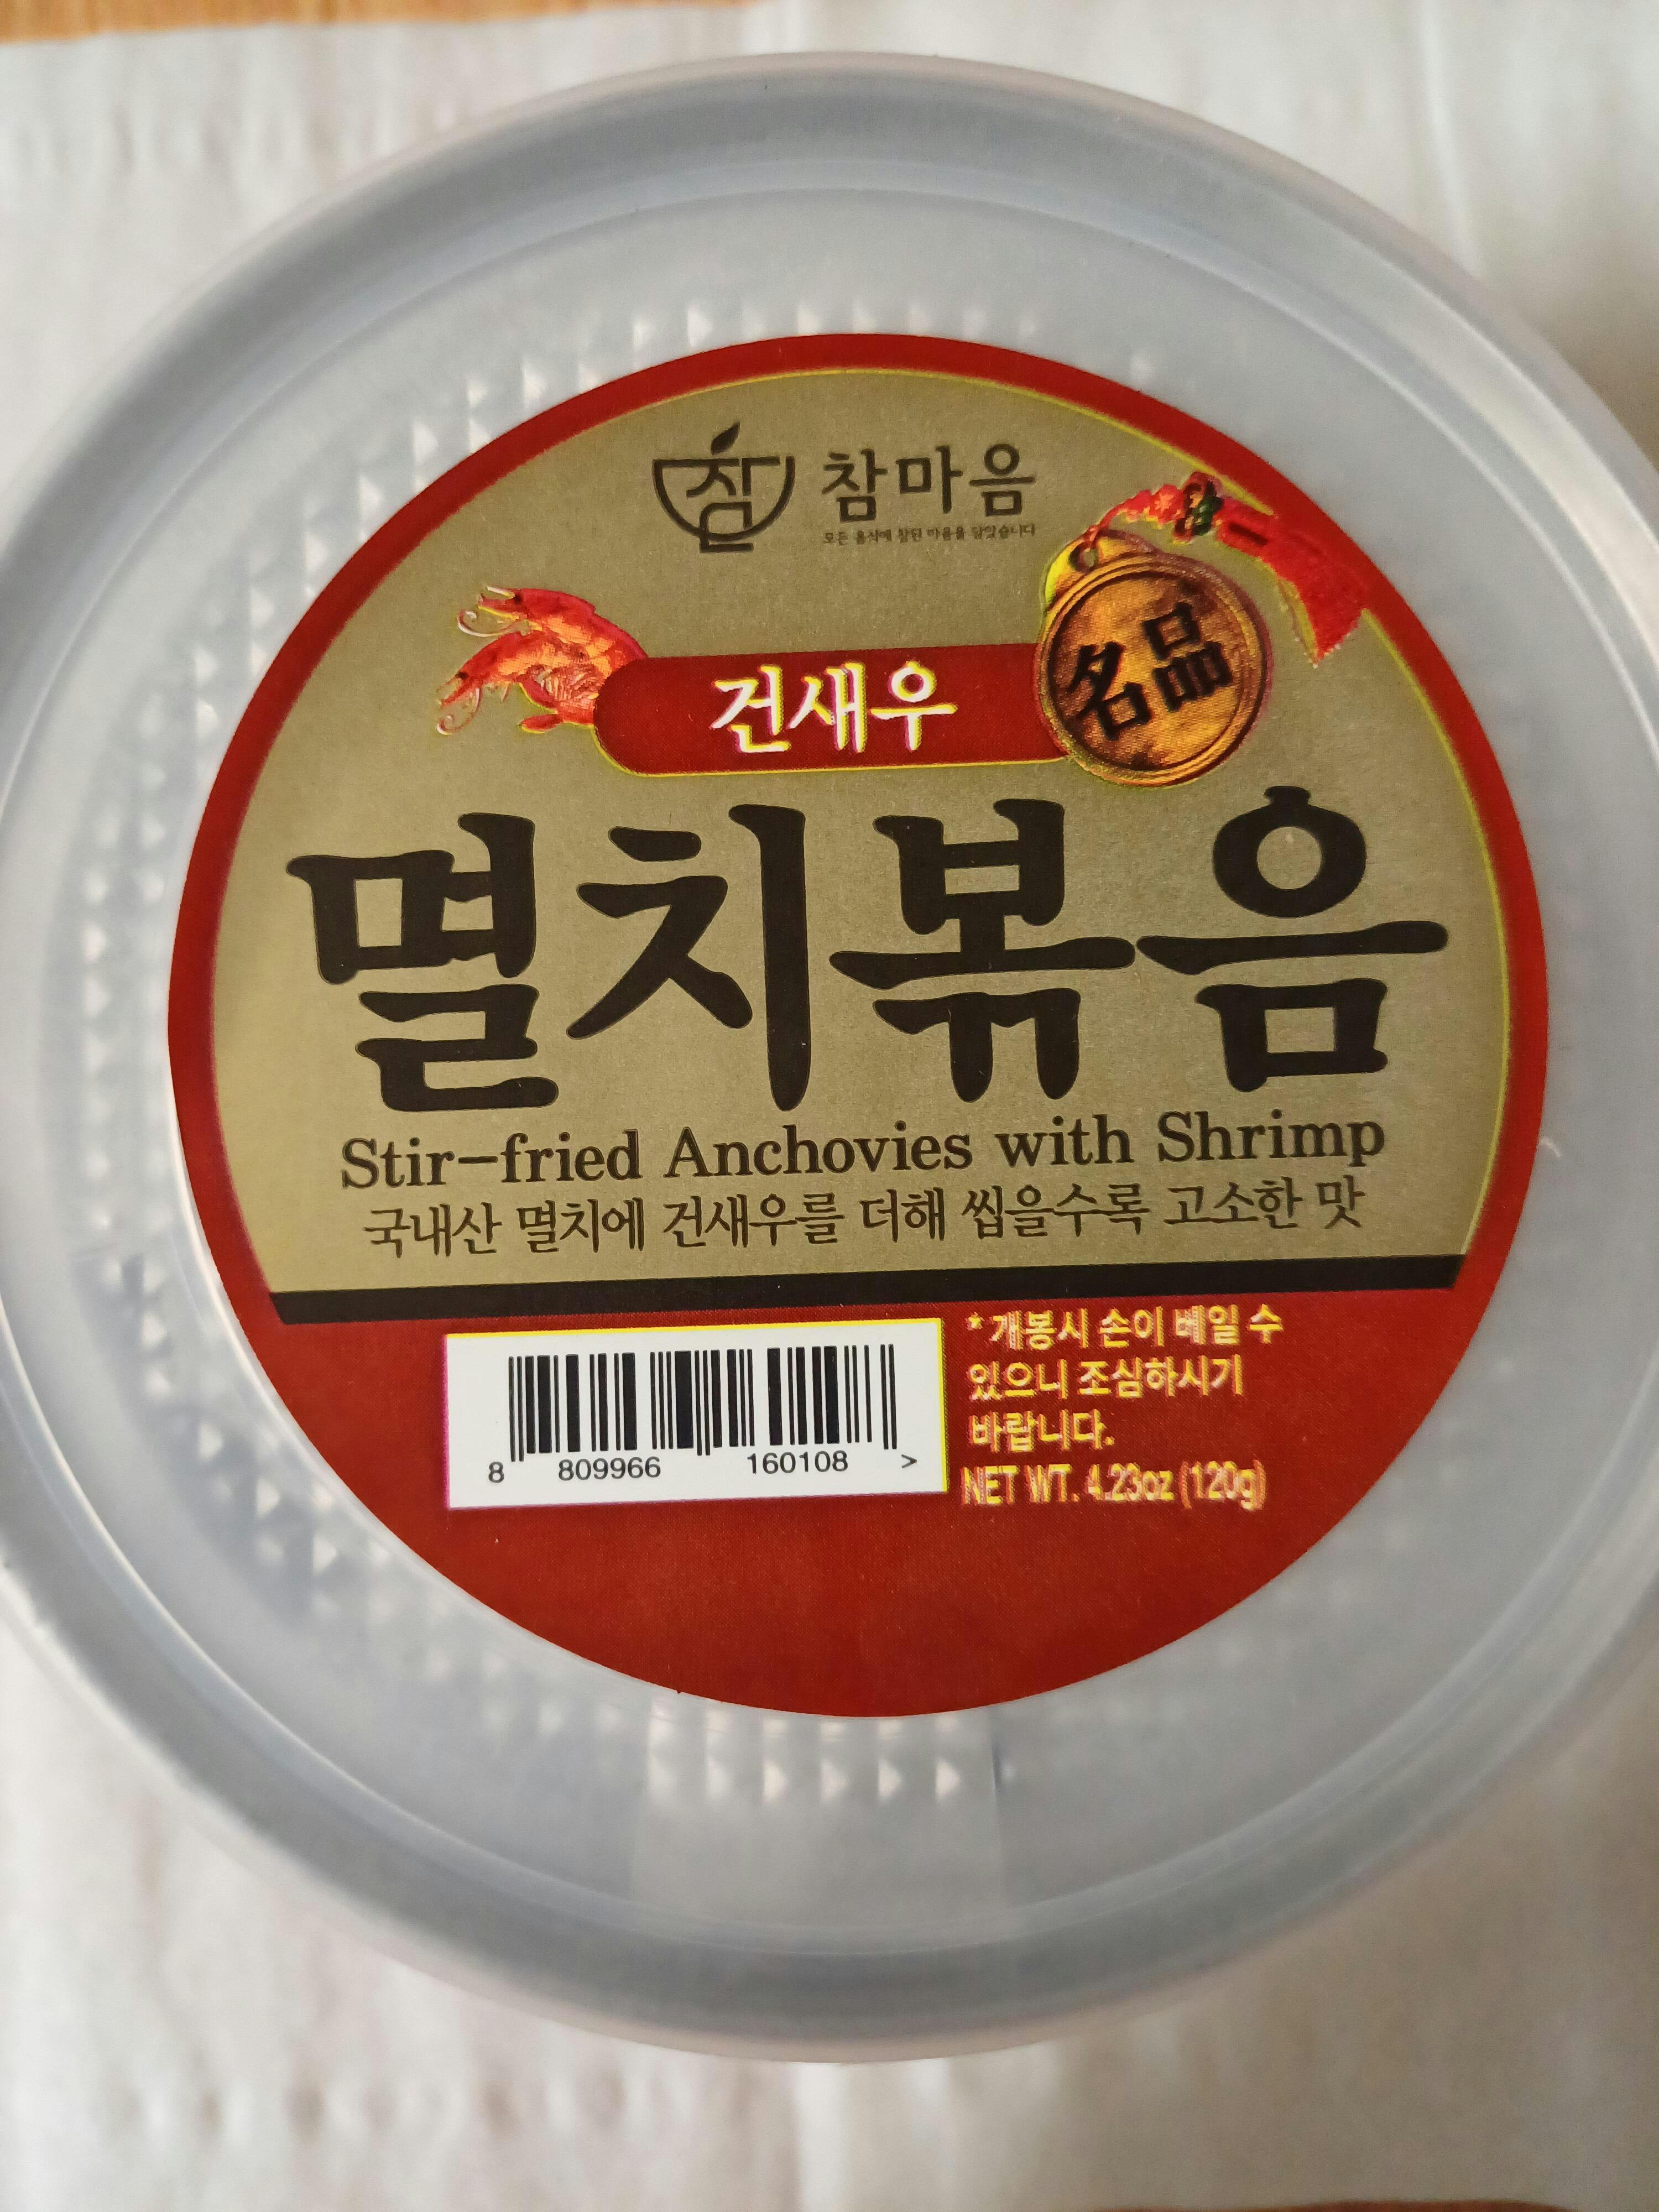 참
참마음
모든 음식에 참된 마음을 담았습니다
건새우
名品
멸치볶음
Stir-fried Anchovies with Shrimp
국내산 멸치에 건새우를 더해 씹을수록 고소한 맛
* 개봉시 손이 베일 수
있으니 조심하시기
바랍니다.
NET WT. 4.23oz (120g)
8 809966 160108 >